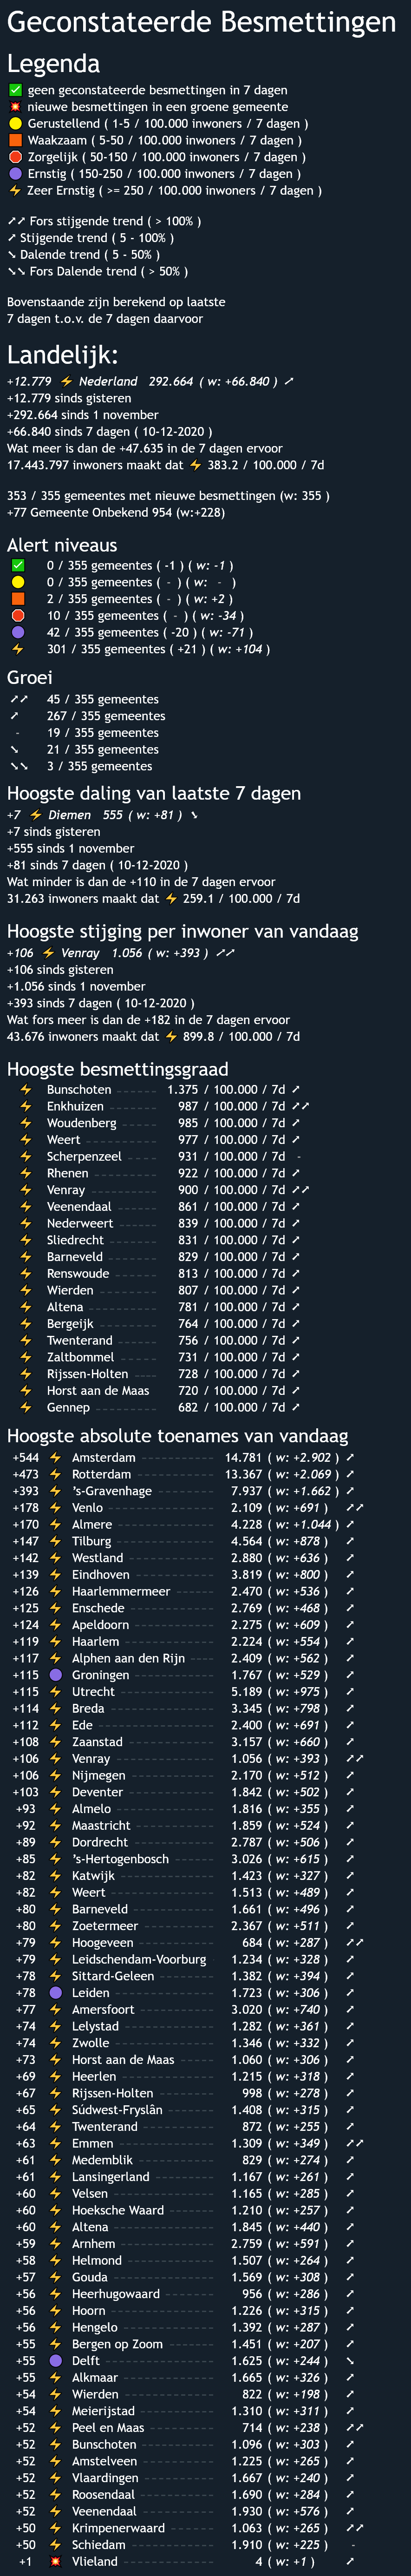 Geconstateerde Besmettingen
Legenda
✅ geen geconstateerde besmettingen in 7 dagen
💥 nieuwe besmettingen in een groene gemeente
🟡 Gerustellend ( 1-5 / 100.000 inwoners / 7 dagen )
🟧 Waakzaam ( 5-50 / 100.000 inwoners / 7 dagen )
🛑 Zorgelijk ( 50-150 / 100.000 inwoners / 7 dagen )
🟣 Ernstig ( 150-250 / 100.000 inwoners / 7 dagen )
⚡ Zeer Ernstig ( >= 250 / 100.000 inwoners / 7 dagen )
➚➚ Fors stijgende trend ( > 100% )
➚ Stijgende trend ( 5 - 100% )
➘ Dalende trend ( 5 - 50% )
➘➘ Fors Dalende trend ( > 50% )
Bovenstaande zijn berekend op laatste
7 dagen t.o.v. de 7 dagen daarvoor
Landelijk:
+12.779 ⚡ Nederland 292.664 ( w: +66.840 ) ➚
+12.779 sinds gisteren
+292.664 sinds 1 november
+66.840 sinds 7 dagen ( 10-12-2020 )
Wat meer is dan de +47.635 in de 7 dagen ervoor
17.443.797 inwoners maakt dat ⚡ 383.2 / 100.000 / 7d
353 / 355 gemeentes met nieuwe besmettingen (w: 355 )
+77 Gemeente Onbekend 954 (w:+228)
Alert niveaus
✅ 0 / 355 gemeentes ( -1 ) ( w: -1 )
🟡 0 / 355 gemeentes ( - ) ( w: - )
🟧 2 / 355 gemeentes ( - ) ( w: +2 )
🛑 10 / 355 gemeentes ( - ) ( w: -34 )
🟣 42 / 355 gemeentes ( -20 ) ( w: -71 )
⚡ 301 / 355 gemeentes ( +21 ) ( w: +104 )
Groei
➚➚ 45 / 355 gemeentes
➚ 267 / 355 gemeentes
- 19 / 355 gemeentes
➘ 21 / 355 gemeentes
➘➘ 3 / 355 gemeentes
Hoogste daling van laatste 7 dagen
+7 ⚡ Diemen 555 ( w: +81 ) ➘
+7 sinds gisteren
+555 sinds 1 november
+81 sinds 7 dagen ( 10-12-2020 )
Wat minder is dan de +110 in de 7 dagen ervoor
31.263 inwoners maakt dat ⚡ 259.1 / 100.000 / 7d
Hoogste stijging per inwoner van vandaag
+106 ⚡ Venray 1.056 ( w: +393 ) ➚➚
+106 sinds gisteren
+1.056 sinds 1 november
+393 sinds 7 dagen ( 10-12-2020 )
Wat fors meer is dan de +182 in de 7 dagen ervoor
43.676 inwoners maakt dat ⚡ 899.8 / 100.000 / 7d
Hoogste besmettingsgraad
⚡ Bunschoten 1.375 / 100.000 / 7d ➚
⚡ Enkhuizen 987 / 100.000 / 7d ➚➚
⚡ Woudenberg 985 / 100.000 / 7d ➚
⚡ Weert 977 / 100.000 / 7d ➚
⚡ Scherpenzeel 931 / 100.000 / 7d -
⚡ Rhenen 922 / 100.000 / 7d ➚
⚡ Venray 900 / 100.000 / 7d ➚➚
⚡ Veenendaal 861 / 100.000 / 7d ➚
⚡ Nederweert 839 / 100.000 / 7d ➚
⚡ Sliedrecht 831 / 100.000 / 7d ➚
⚡ Barneveld 829 / 100.000 / 7d ➚
⚡ Renswoude 813 / 100.000 / 7d ➚
⚡ Wierden 807 / 100.000 / 7d ➚
⚡ Altena 781 / 100.000 / 7d ➚
⚡ Bergeijk 764 / 100.000 / 7d ➚
⚡ Twenterand 756 / 100.000 / 7d ➚
⚡ Zaltbommel 731 / 100.000 / 7d ➚
⚡ Rijssen-Holten 728 / 100.000 / 7d ➚
⚡ Horst aan de Maas 720 / 100.000 / 7d ➚
⚡ Gennep 682 / 100.000 / 7d ➚
Hoogste absolute toenames van vandaag
+544 ⚡ Amsterdam 14.781 ( w: +2.902 ) ➚
+473 ⚡ Rotterdam 13.367 ( w: +2.069 ) ➚
+393 ⚡ 's-Gravenhage 7.937 ( w: +1.662 ) ➚
+178 ⚡ Venlo 2.109 ( w: +691 ) ➚➚
+170 ⚡ Almere 4.228 ( w: +1.044 ) ➚
+147 ⚡ Tilburg 4.564 ( w: +878 ) ➚
+142 ⚡ Westland 2.880 ( w: +636 ) ➚
+139 ⚡ Eindhoven 3.819 ( w: +800 ) ➚
+126 ⚡ Haarlemmermeer 2.470 ( w: +536 ) ➚
+125 ⚡ Enschede 2.769 ( w: +468 ) ➚
+124 ⚡ Apeldoorn 2.275 ( w: +609 ) ➚
+119 ⚡ Haarlem 2.224 ( w: +554 ) ➚
+117 ⚡ Alphen aan den Rijn 2.409 ( w: +562 ) ➚
+115 🟣 Groningen 1.767 ( w: +529 ) ➚
+115 ⚡ Utrecht 5.189 ( w: +975 ) ➚
+114 ⚡ Breda 3.345 ( w: +798 ) ➚
+112 ⚡ Ede 2.400 ( w: +691 ) ➚
+108 ⚡ Zaanstad 3.157 ( w: +660 ) ➚
+106 ⚡ Venray 1.056 ( w: +393 ) ➚➚
+106 ⚡ Nijmegen 2.170 ( w: +512 ) ➚
+103 ⚡ Deventer 1.842 ( w: +502 ) ➚
+93 ⚡ Almelo 1.816 ( w: +355 ) ➚
+92 ⚡ Maastricht 1.859 ( w: +524 ) ➚
+89 ⚡ Dordrecht 2.787 ( w: +506 ) ➚
+85 ⚡ 's-Hertogenbosch 3.026 ( w: +615 ) ➚
+82 ⚡ Katwijk 1.423 ( w: +327 ) ➚
+82 ⚡ Weert 1.513 ( w: +489 ) ➚
+80 ⚡ Barneveld 1.661 ( w: +496 ) ➚
+80 ⚡ Zoetermeer 2.367 ( w: +511 ) ➚
+79 ⚡ Hoogeveen 684 ( w: +287 ) ➚➚
+79 ⚡ Leidschendam-Voorburg 1.234 ( w: +328 ) ➚
+78 ⚡ Sittard-Geleen 1.382 ( w: +394 ) ➚
+78 🟣 Leiden 1.723 ( w: +306 ) ➚
+77 ⚡ Amersfoort 3.020 ( w: +740 ) ➚
+74 ⚡ Lelystad 1.282 ( w: +361 ) ➚
+74 ⚡ Zwolle 1.346 ( w: +332 ) ➚
+73 ⚡ Horst aan de Maas 1.060 ( w: +306 ) ➚
+69 ⚡ Heerlen 1.215 ( w: +318 ) ➚
+67 ⚡ Rijssen-Holten 998 ( w: +278 ) ➚
+65 ⚡ Súdwest-Fryslân 1.408 ( w: +315 ) ➚
+64 ⚡ Twenterand 872 ( w: +255 ) ➚
+63 ⚡ Emmen 1.309 ( w: +349 ) ➚➚
+61 ⚡ Medemblik 829 ( w: +274 ) ➚
+61 ⚡ Lansingerland 1.167 ( w: +261 ) ➚
+60 ⚡ Velsen 1.165 ( w: +285 ) ➚
+60 ⚡ Hoeksche Waard 1.210 ( w: +257 ) ➚
+60 ⚡ Altena 1.845 ( w: +440 ) ➚
+59 ⚡ Arnhem 2.759 ( w: +591 ) ➚
+58 ⚡ Helmond 1.507 ( w: +264 ) ➚
+57 ⚡ Gouda 1.569 ( w: +308 ) ➚
+56 ⚡ Heerhugowaard 956 ( w: +286 ) ➚
+56 ⚡ Hoorn 1.226 ( w: +315 ) ➚
+56 ⚡ Hengelo 1.392 ( w: +287 ) ➚
+55 ⚡ Bergen op Zoom 1.451 ( w: +207 ) ➚
+55 🟣 Delft 1.625 ( w: +244 ) ➘
+55 ⚡ Alkmaar 1.665 ( w: +326 ) ➚
+54 ⚡ Wierden 822 ( w: +198 ) ➚
+54 ⚡ Meierijstad 1.310 ( w: +311 ) ➚
+52 ⚡ Peel en Maas 714 ( w: +238 ) ➚➚
+52 ⚡ Bunschoten 1.096 ( w: +303 ) ➚
+52 ⚡ Amstelveen 1.225 ( w: +265 ) ➚
+52 ⚡ Vlaardingen 1.667 ( w: +240 ) ➚
+52 ⚡ Roosendaal 1.690 ( w: +284 ) ➚
+52 ⚡ Veenendaal 1.930 ( w: +576 ) ➚
+50 ⚡ Krimpenerwaard 1.063 ( w: +265 ) ➚➚
+50 ⚡ Schiedam 1.910 ( w: +225 ) -
+1 💥 Vlieland 4 ( w: +1 ) ➚